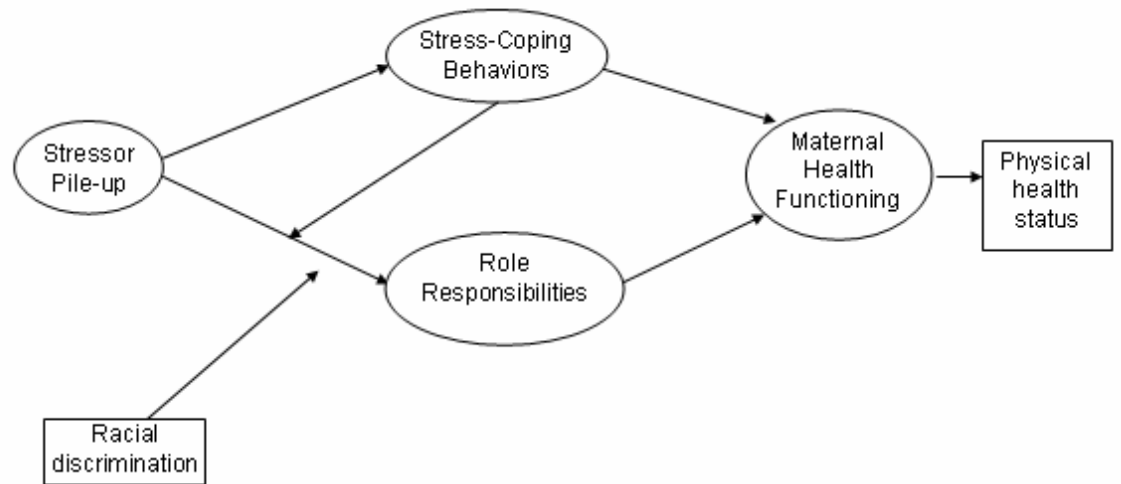 Stress-Coping
Behaviors
Stressor
Pile-up
Maternal
Health
Functioning
Physical
health
status
Role
Responsibilities
Racial
discrimination